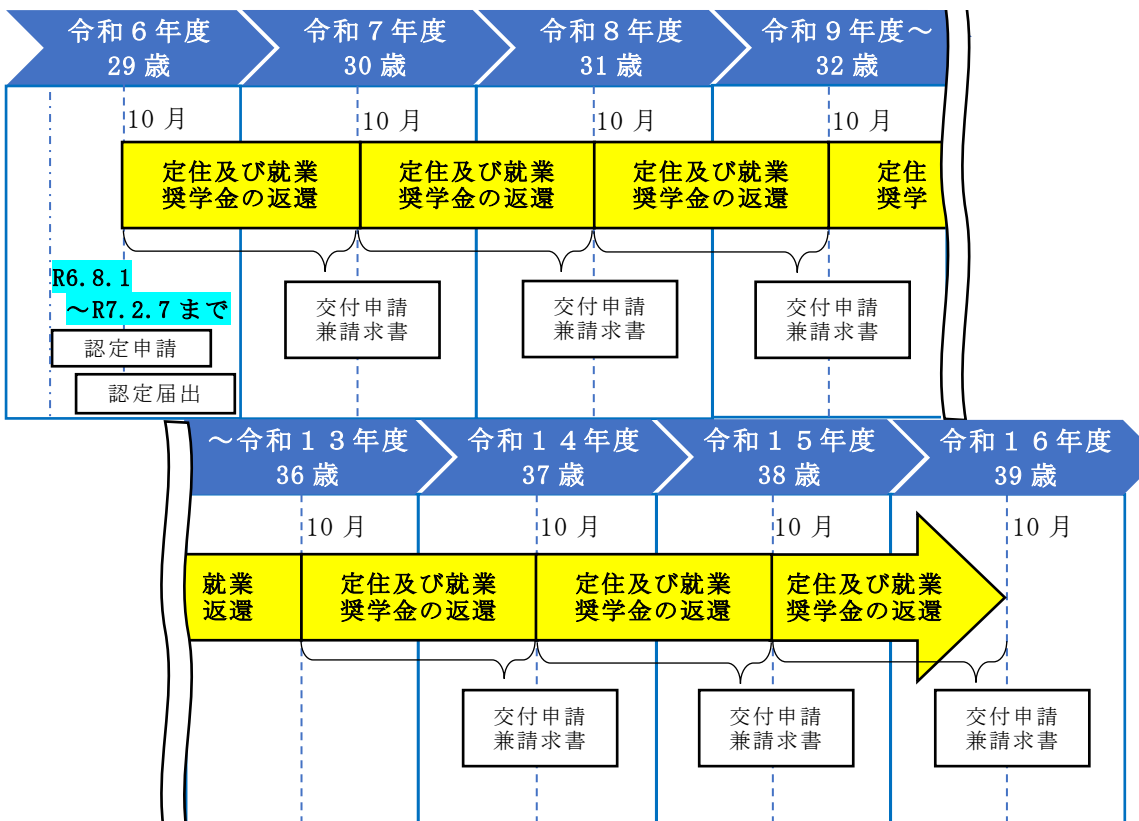 令和６年度
29 歳
令和７年度
30 歳
令和８年度
31 歳
令和９年度～
32 歳
10 月
10 月
10 月
10 月
定住及び就業
奨学金の返還
定住及び就業
奨学金の返還
定住及び就業
奨学金の返還
定住
奨学
R6.8.1
～R7.2.7 まで
認定申請
認定届出
交付申請
兼請求書
交付申請
兼請求書
交付申請
兼請求書
～令和１３年度
36 歳
令和１４年度
37 歳
令和１５年度
38 歳
令和１６年度
39 歳
10 月
10 月
10 月
10 月
就業
返還
定住及び就業
奨学金の返還
定住及び就業
奨学金の返還
定住及び就業
奨学金の返還
交付申請
兼請求書
交付申請
兼請求書
交付申請
兼請求書